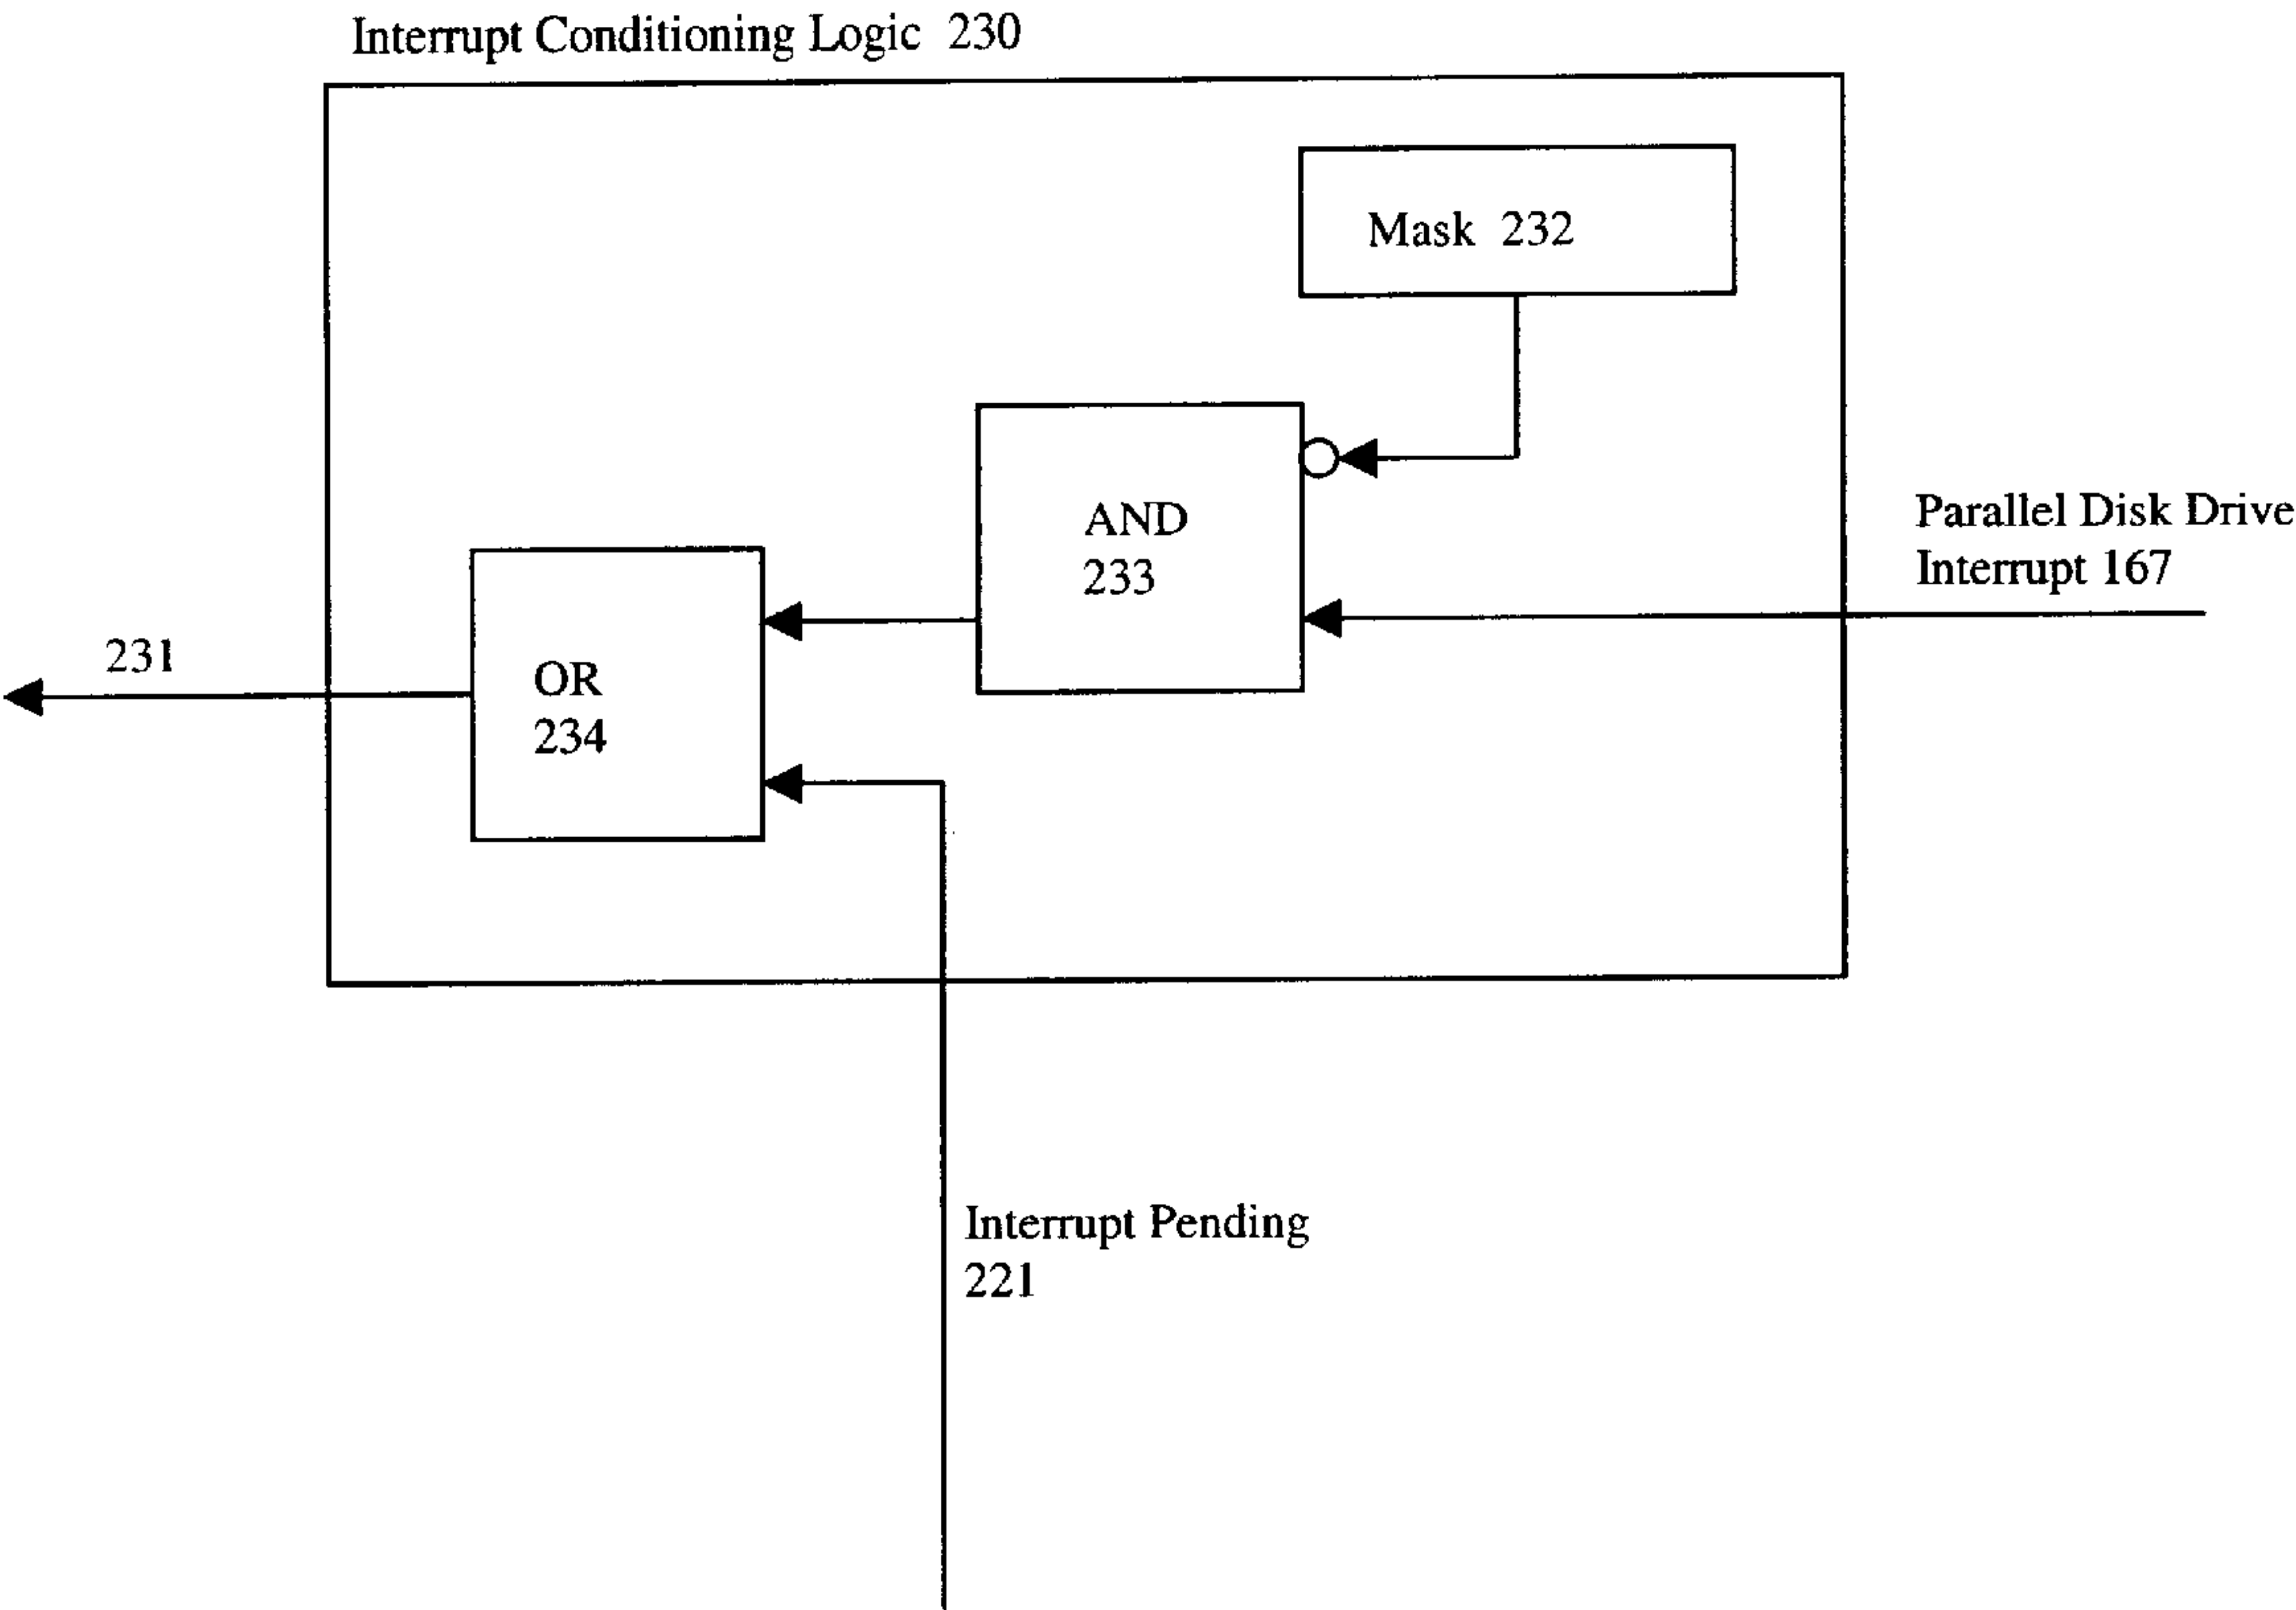 Interrupt Conditioning Logic 230
Mask 232
AND
233
Parallel Disk Drive
Interrupt 167
231
OR
234
Interrupt Pending
221